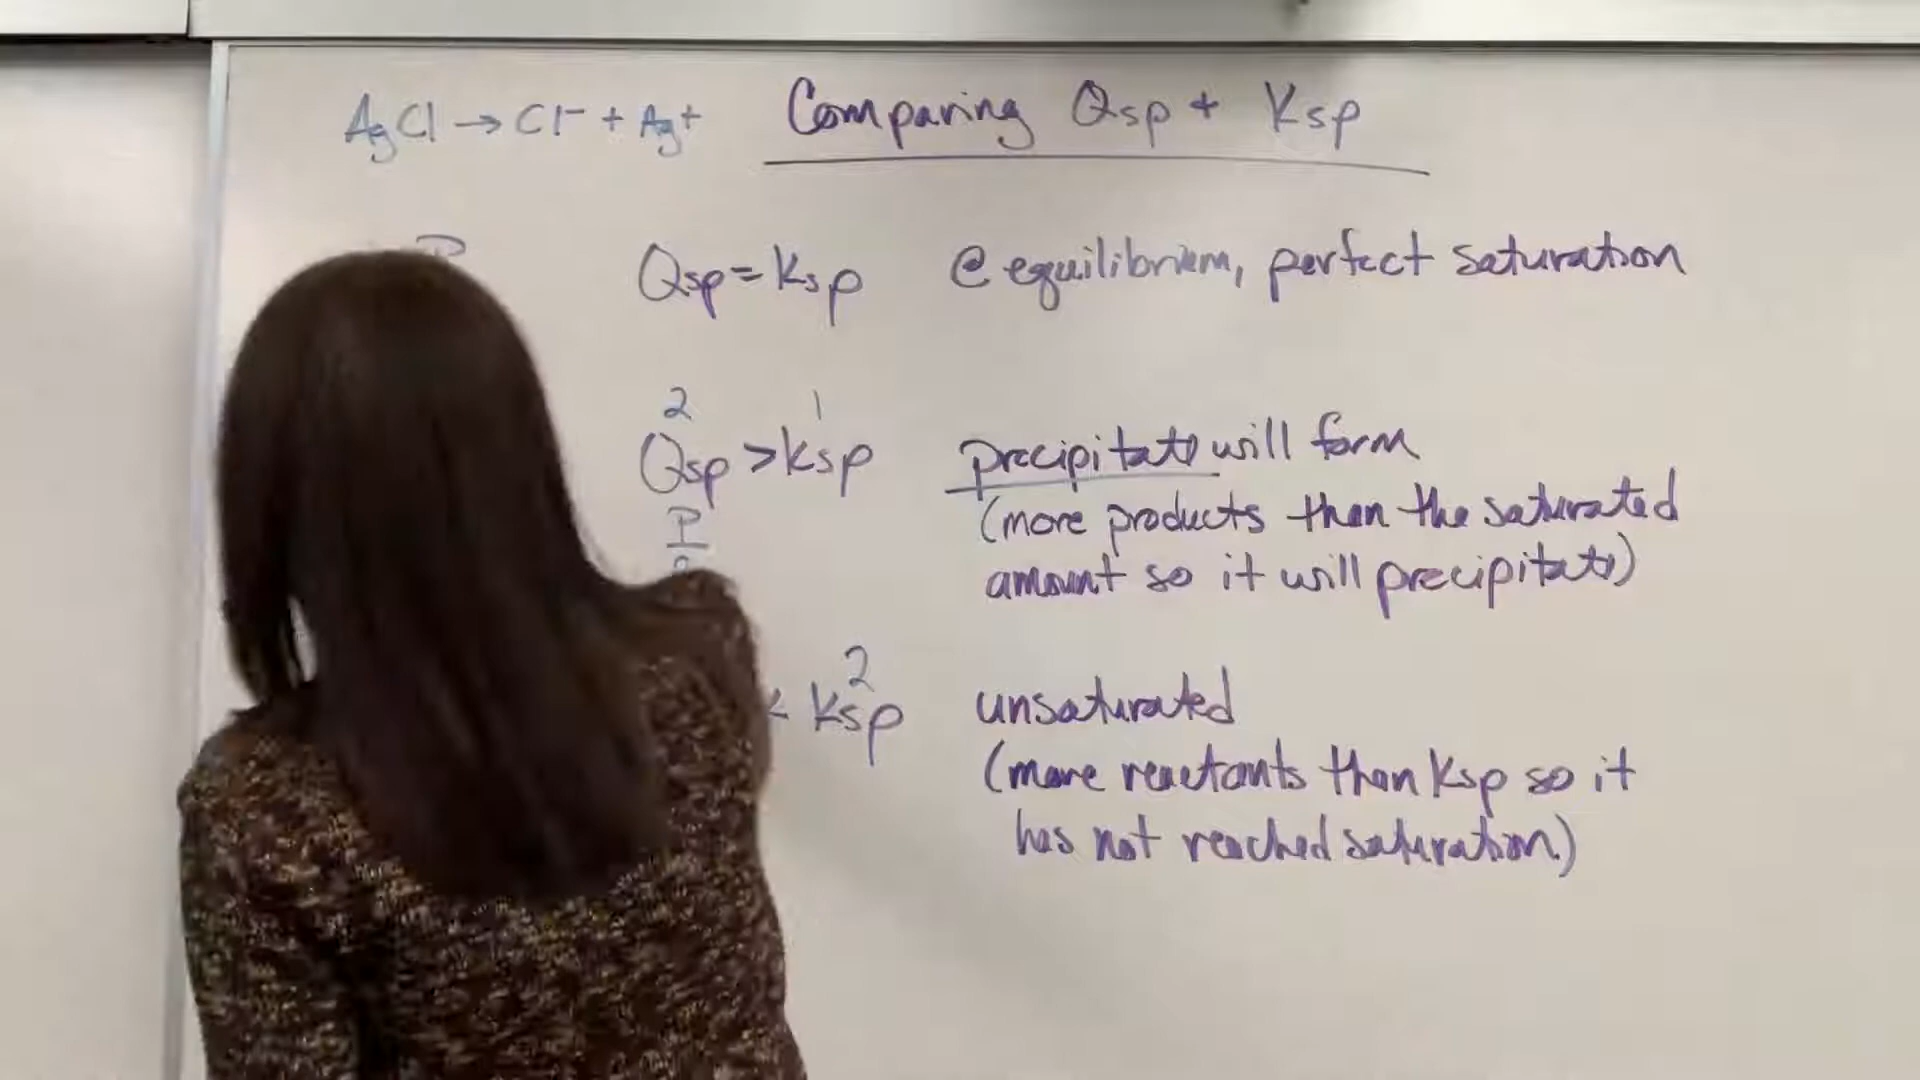 AgCl → Cl⁻ + Ag⁺
Comparing Qsp + Ksp
P
Qsp = Ksp @ equilibrium, perfect saturation
2 1
Qsp > Ksp precipitate will form
P
(more products than the saturated
amount so it will precipitate)
2
< Ksp unsaturated
(more reactants than Ksp so it
has not reached saturation)